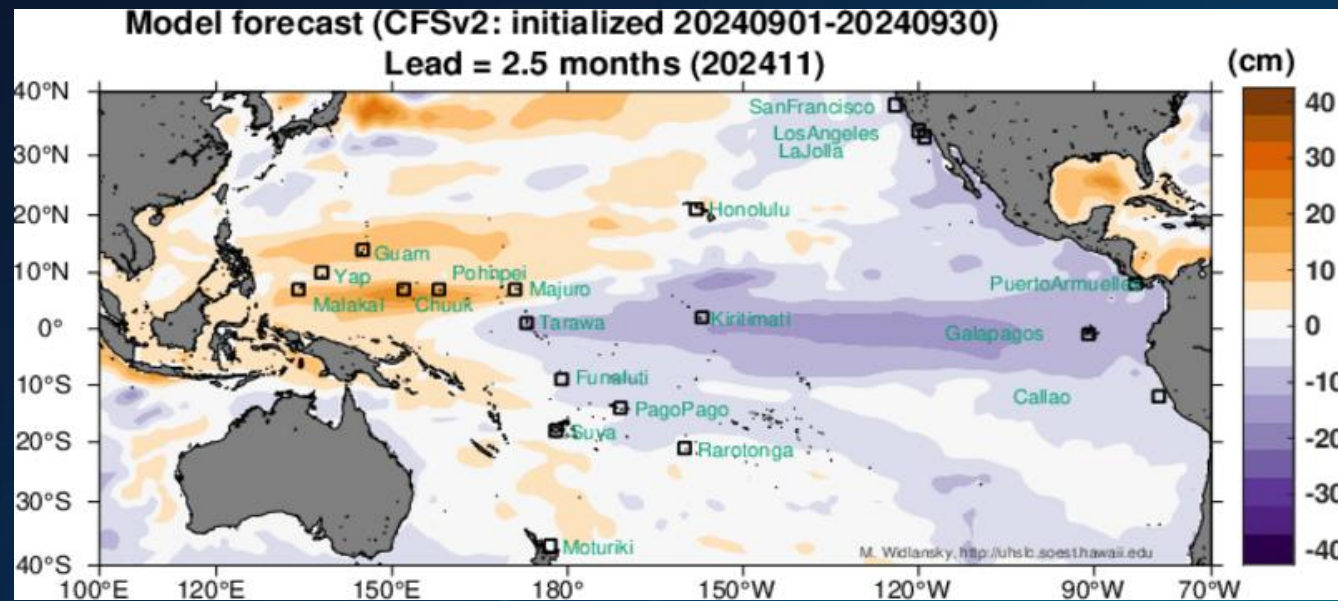 Model forecast (CFSv2: initialized 20240901-20240930)
Lead = 2.5 months (202411)
(cm)
40°N
30°N
20°N
10°N
0°
10°S
20°S
30°S
40°S
SanFrancisco
LosAngeles
LaJolla
Honolulu
Guam
Yap
Pohnpei
Malakal
Chuuk
Majuro
PuertoArmuelle
Tarawa
Kiritimati
Galapagos
Funafuti
Callao
PagoPago
Suva
Rarotonga
Moturiki
M. Widlansky, http://uhslc.soest.hawaii.edu
100°E
120°E
150°E
180°
150°W
120°W
90°W
70°W
40
30
20
10
0
-10
-20
-30
-40